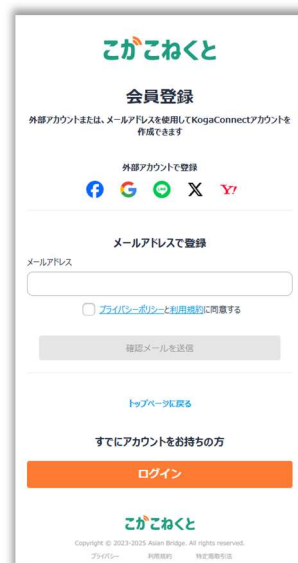 こがこねくと
会員登録
外部アカウントまたは、メールアドレスを使用してKogaConnectアカウントを
作成できます
外部アカウントで登録
Y!
メールアドレスで登録
メールアドレス
プライバシーポリシーと利用規約に同意する
確認メールを送信
トップページに戻る
すでにアカウントをお持ちの方
ログイン
こがこねくと
Copyright © 2023-2025 Asian Bridge. All rights reserved.
プライバシー 利用規約 特定商取引法